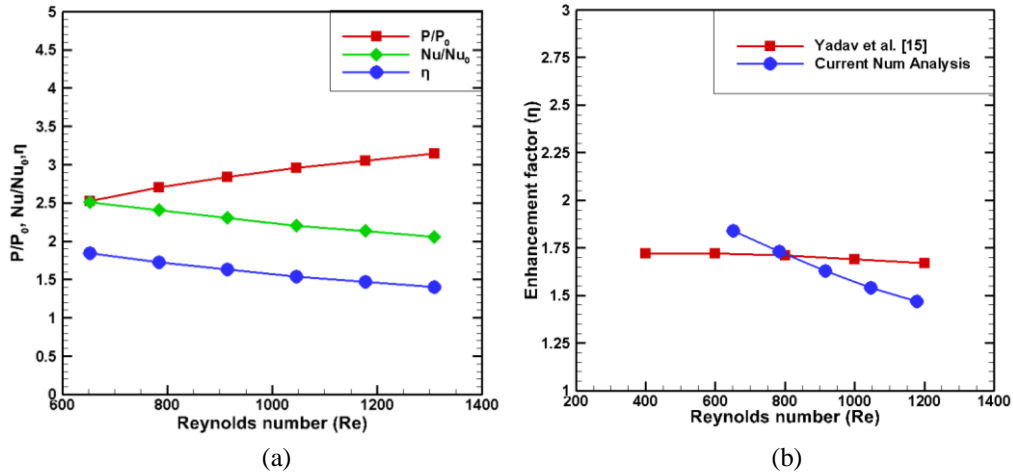 P/P₀
Nu/Nu₀
η
P/P₀, Nu/Nu₀,η
5
4.5
4
3.5
3
2.5
2
1.5
1
0.5
0
600
800
1000
1200
1400
Reynolds number (Re)
(a)
Yadav et al. [15]
Current Num Analysis
Enhancement factor (η)
3
2.75
2.5
2.25
2
1.75
1.5
1.25
1
200
400
600
800
1000
1200
1400
Reynolds number (Re)
(b)